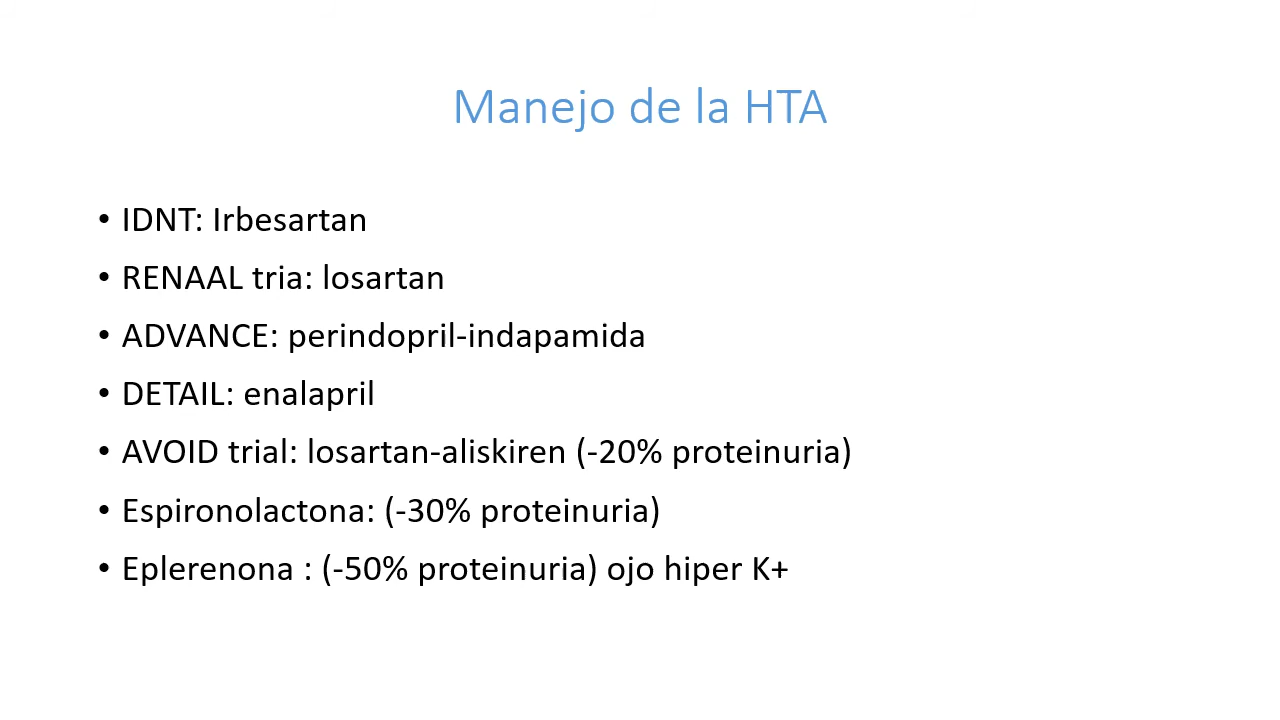 Manejo de la HTA
• IDNT: Irbesartan
• RENAAL tria: losartan
• ADVANCE: perindopril-indapamida
• DETAIL: enalapril
• AVOID trial: losartan-aliskiren (-20% proteinuria)
• Espironolactona: (-30% proteinuria)
• Eplerenona : (-50% proteinuria) ojo hiper K+